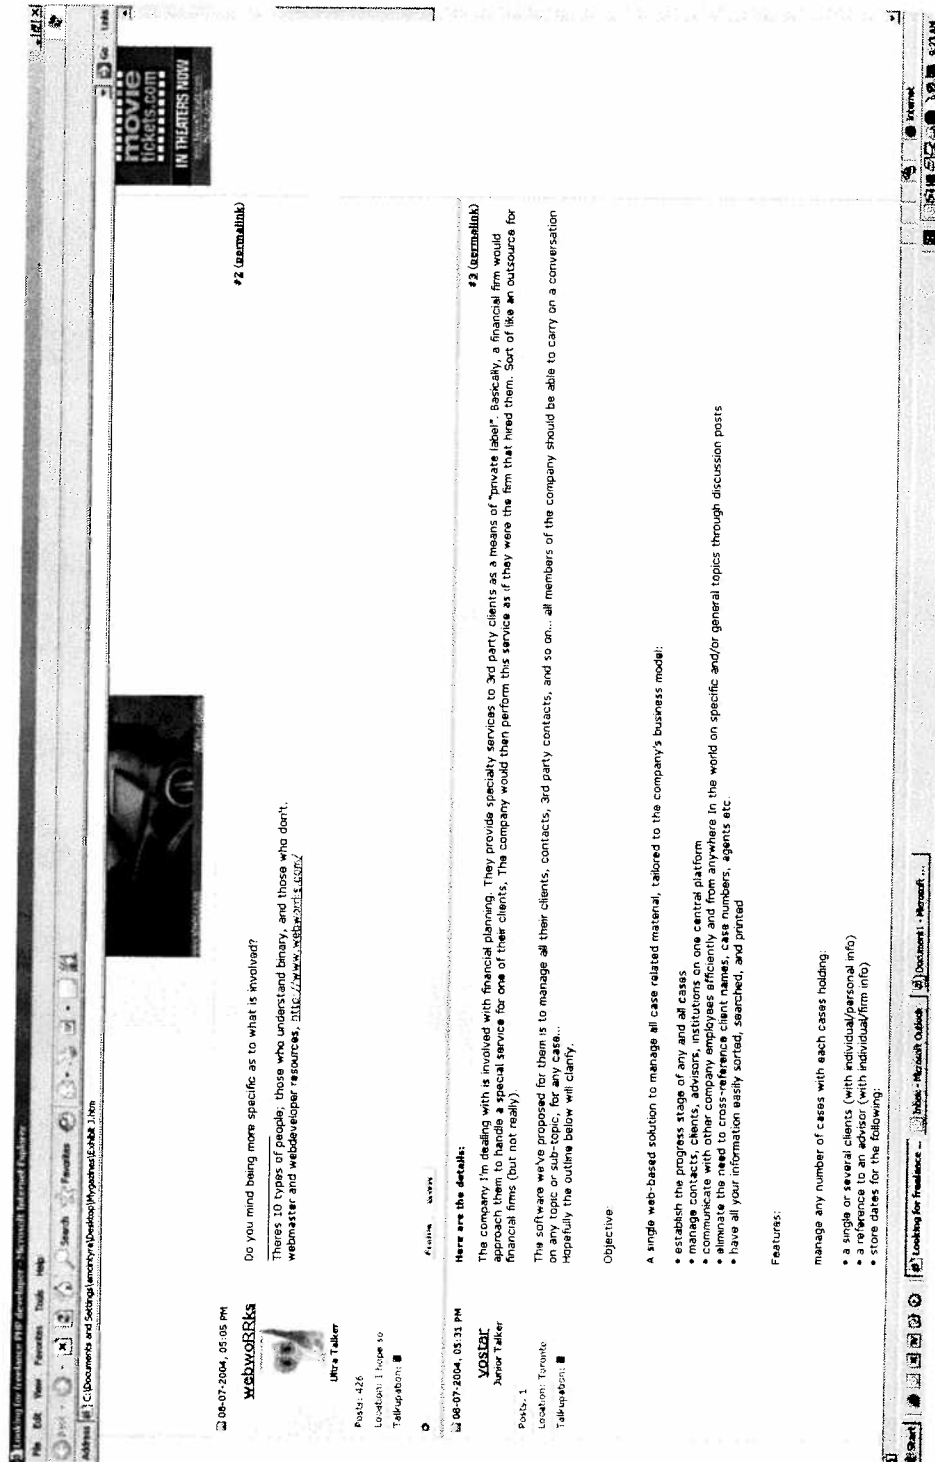 Looking for freelance PHP developer - Microsoft Internet Explorer
File Edit View Favorites Tools Help
Search Favorites
Address C:\Documents and Settings\amcintyre\Desktop\Mygazines\Exhibit 3.htm
Go Links
movie
tickets.com
IN THEATERS NOW
08-07-2004, 05:05 PM
#2 (permalink)
webwoRRks
Ultra Talker
Posts: 426
Location: I hope so
Talkupation:
Do you mind being more specific as to what is involved?
Theres 10 types of people; those who understand binary, and those who don't.
webmaster and webdeveloper resources, http://www.webworrks.com/
08-07-2004, 05:31 PM
#3 (permalink)
vostar
Junior Talker
Posts: 1
Location: Toronto
Talkupation:
Here are the details:
The company I'm dealing with is involved with financial planning. They provide specialty services to 3rd party clients as a means of "private label". Basically, a financial firm would
approach them to handle a special service for one of their clients. The company would then perform this service as if they were the firm that hired them. Sort of like an outsource for
financial firms (but not really).
The software we've proposed for them is to manage all their clients, contacts, 3rd party contacts, and so on... all members of the company should be able to carry on a conversation
on any topic or sub-topic, for any case...
Hopefully the outline below will clarify.
Objective:
A single web-based solution to manage all case related material, tailored to the company's business model:
• establish the progress stage of any and all cases
• manage contacts, clients, advisors, institutions on one central platform
• communicate with other company employees efficiently and from anywhere in the world on specific and/or general topics through discussion posts
• eliminate the need to cross-reference client names, case numbers, agents etc.
• have all your information easily sorted, searched, and printed
Features:
manage any number of cases with each cases holding:
• a single or several clients (with individual/personal info)
• a reference to an advisor (with individual/firm info)
• store dates for the following:
Internet
Start
Looking for freelance ...
Inbox - Microsoft Outlook
Document1 - Microsoft ...
9:23 AM